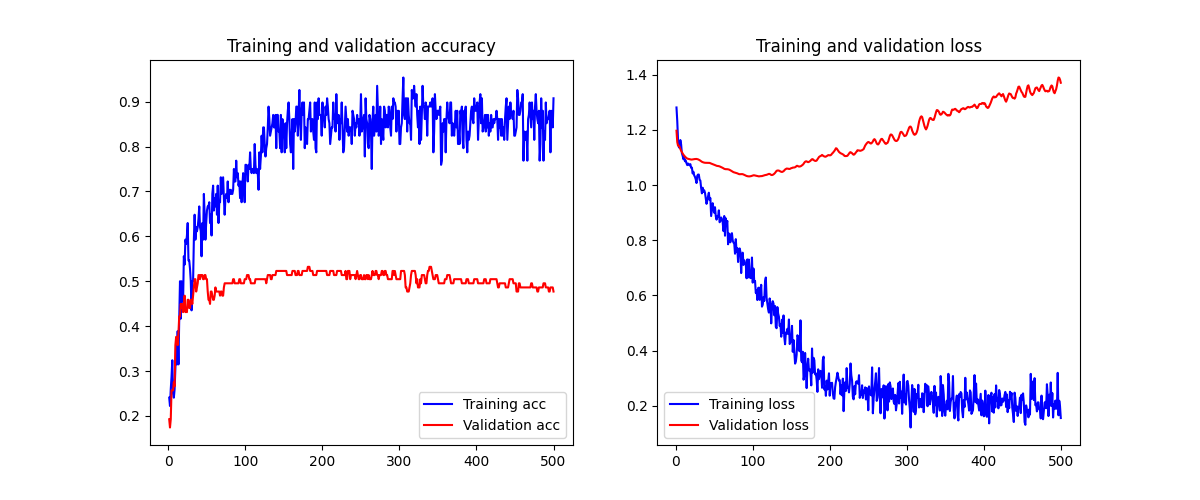 Training and validation accuracy
0.9
0.8
0.7
0.6
0.5
0.4
0.3
0.2
0 100 200 300 400 500
Training acc
Validation acc
Training and validation loss
1.4
1.2
1.0
0.8
0.6
0.4
0.2
0 100 200 300 400 500
Training loss
Validation loss